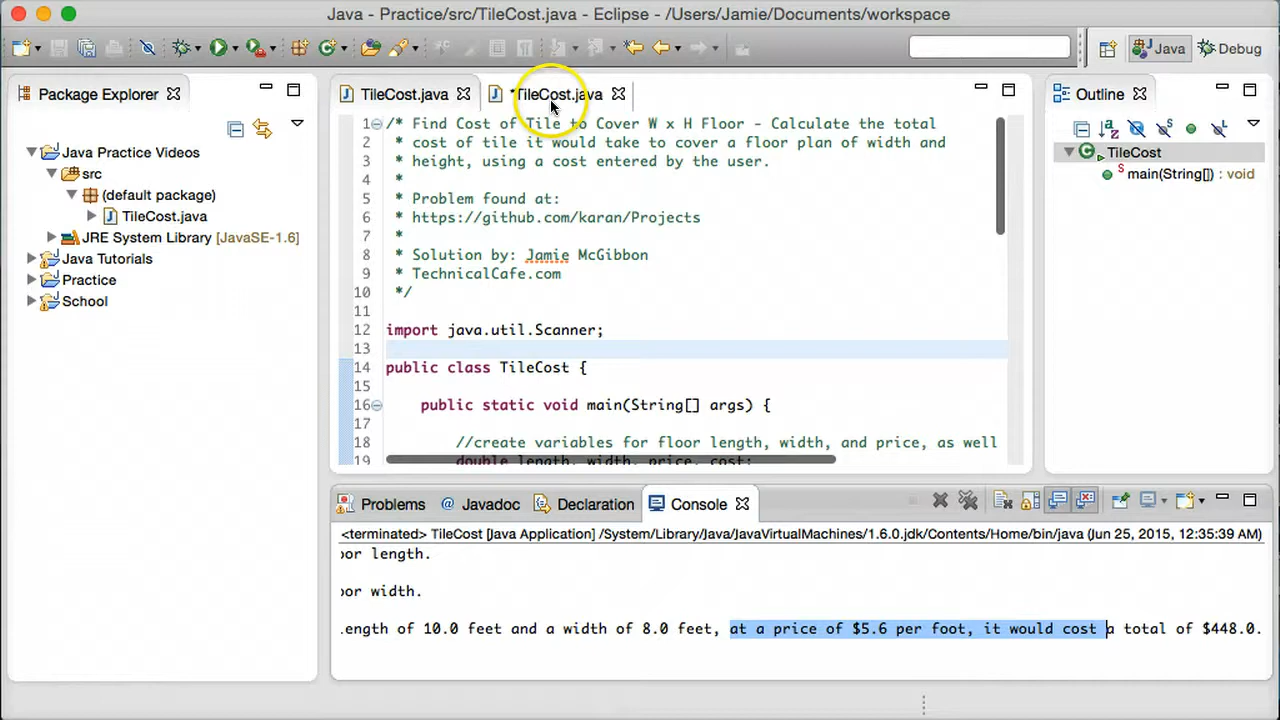 Java - Practice/src/TileCost.java - Eclipse - /Users/Jamie/Documents/workspace
Java
Debug
Package Explorer
Java Practice Videos
src
(default package)
TileCost.java
JRE System Library [JavaSE-1.6]
Java Tutorials
Practice
School
TileCost.java
*TileCost.java
1 /* Find Cost of Tile to Cover W x H Floor - Calculate the total
2 * cost of tile it would take to cover a floor plan of width and
3 * height, using a cost entered by the user.
4 *
5 * Problem found at:
6 * https://github.com/karan/Projects
7 *
8 * Solution by: Jamie McGibbon
9 * TechnicalCafe.com
10 */
11
12 import java.util.Scanner;
13
14 public class TileCost {
15
16 public static void main(String[] args) {
17
18 //create variables for floor length, width, and price, as well
19 double length, width, price, cost;
Outline
TileCost
main(String[]) : void
Problems
@ Javadoc
Declaration
Console
<terminated> TileCost [Java Application] /System/Library/Java/JavaVirtualMachines/1.6.0.jdk/Contents/Home/bin/java (Jun 25, 2015, 12:35:39 AM)
oor length.
oor width.
length of 10.0 feet and a width of 8.0 feet, at a price of $5.6 per foot, it would cost a total of $448.0.